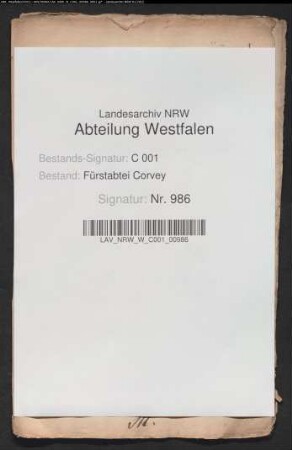 Landesarchiv NRW
Abteilung Westfalen
Bestands-Signatur: C 001
Bestand: Fürstabtei Corvey
Signatur: Nr. 986
LAV_NRW_W_C001_00986